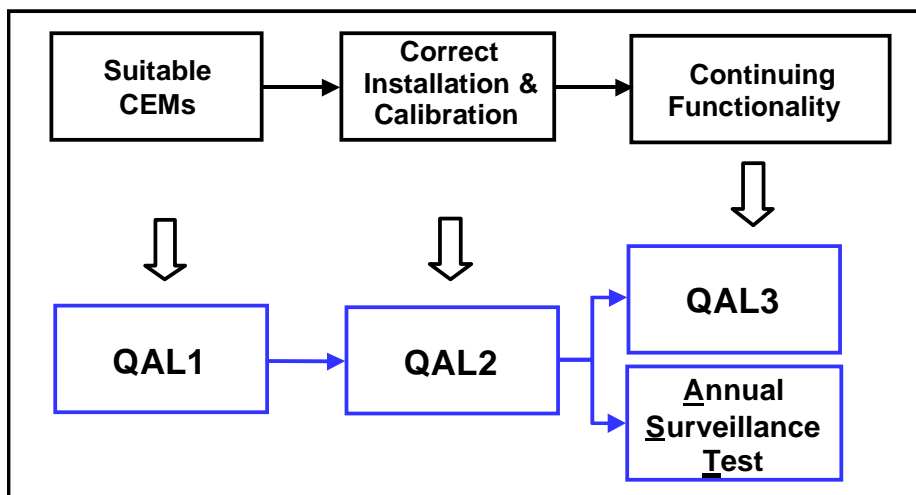 Suitable
CEMs
Correct
Installation &
Calibration
Continuing
Functionality
QAL1
QAL2
QAL3
Annual
Surveillance
Test